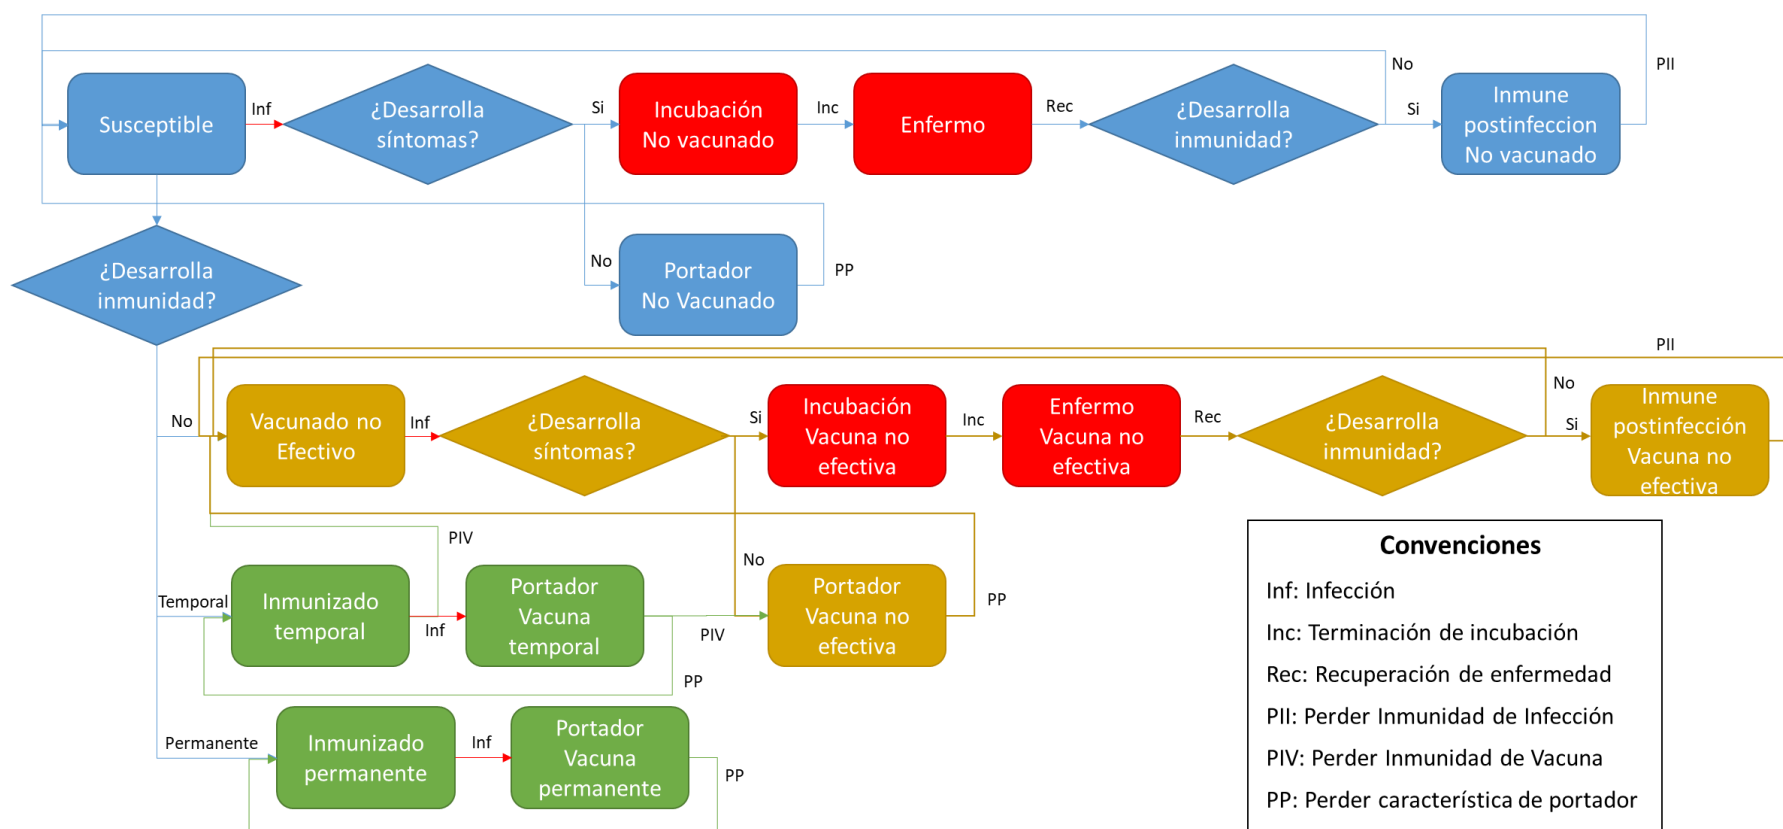 PII
No
Susceptible
Inf
¿Desarrolla
síntomas?
Si
Incubación
No vacunado
Inc
Enfermo
Rec
¿Desarrolla
inmunidad?
Si
Inmune
postinfeccion
No vacunado
¿Desarrolla
inmunidad?
No
Portador
No Vacunado
PP
PII
No
Vacunado no
Efectivo
Inf
¿Desarrolla
síntomas?
Si
Incubación
Vacuna no
efectiva
Inc
Enfermo
Vacuna no
efectiva
Rec
¿Desarrolla
inmunidad?
No
Si
Inmune
postinfección
Vacuna no
efectiva
PIV
Temporal
Inmunizado
temporal
Inf
Portador
Vacuna
temporal
PIV
PP
No
Portador
Vacuna no
efectiva
PP
Permanente
Inmunizado
permanente
Inf
Portador
Vacuna
permanente
PP
Convenciones
Inf: Infección
Inc: Terminación de incubación
Rec: Recuperación de enfermedad
PII: Perder Inmunidad de Infección
PIV: Perder Inmunidad de Vacuna
PP: Perder característica de portador